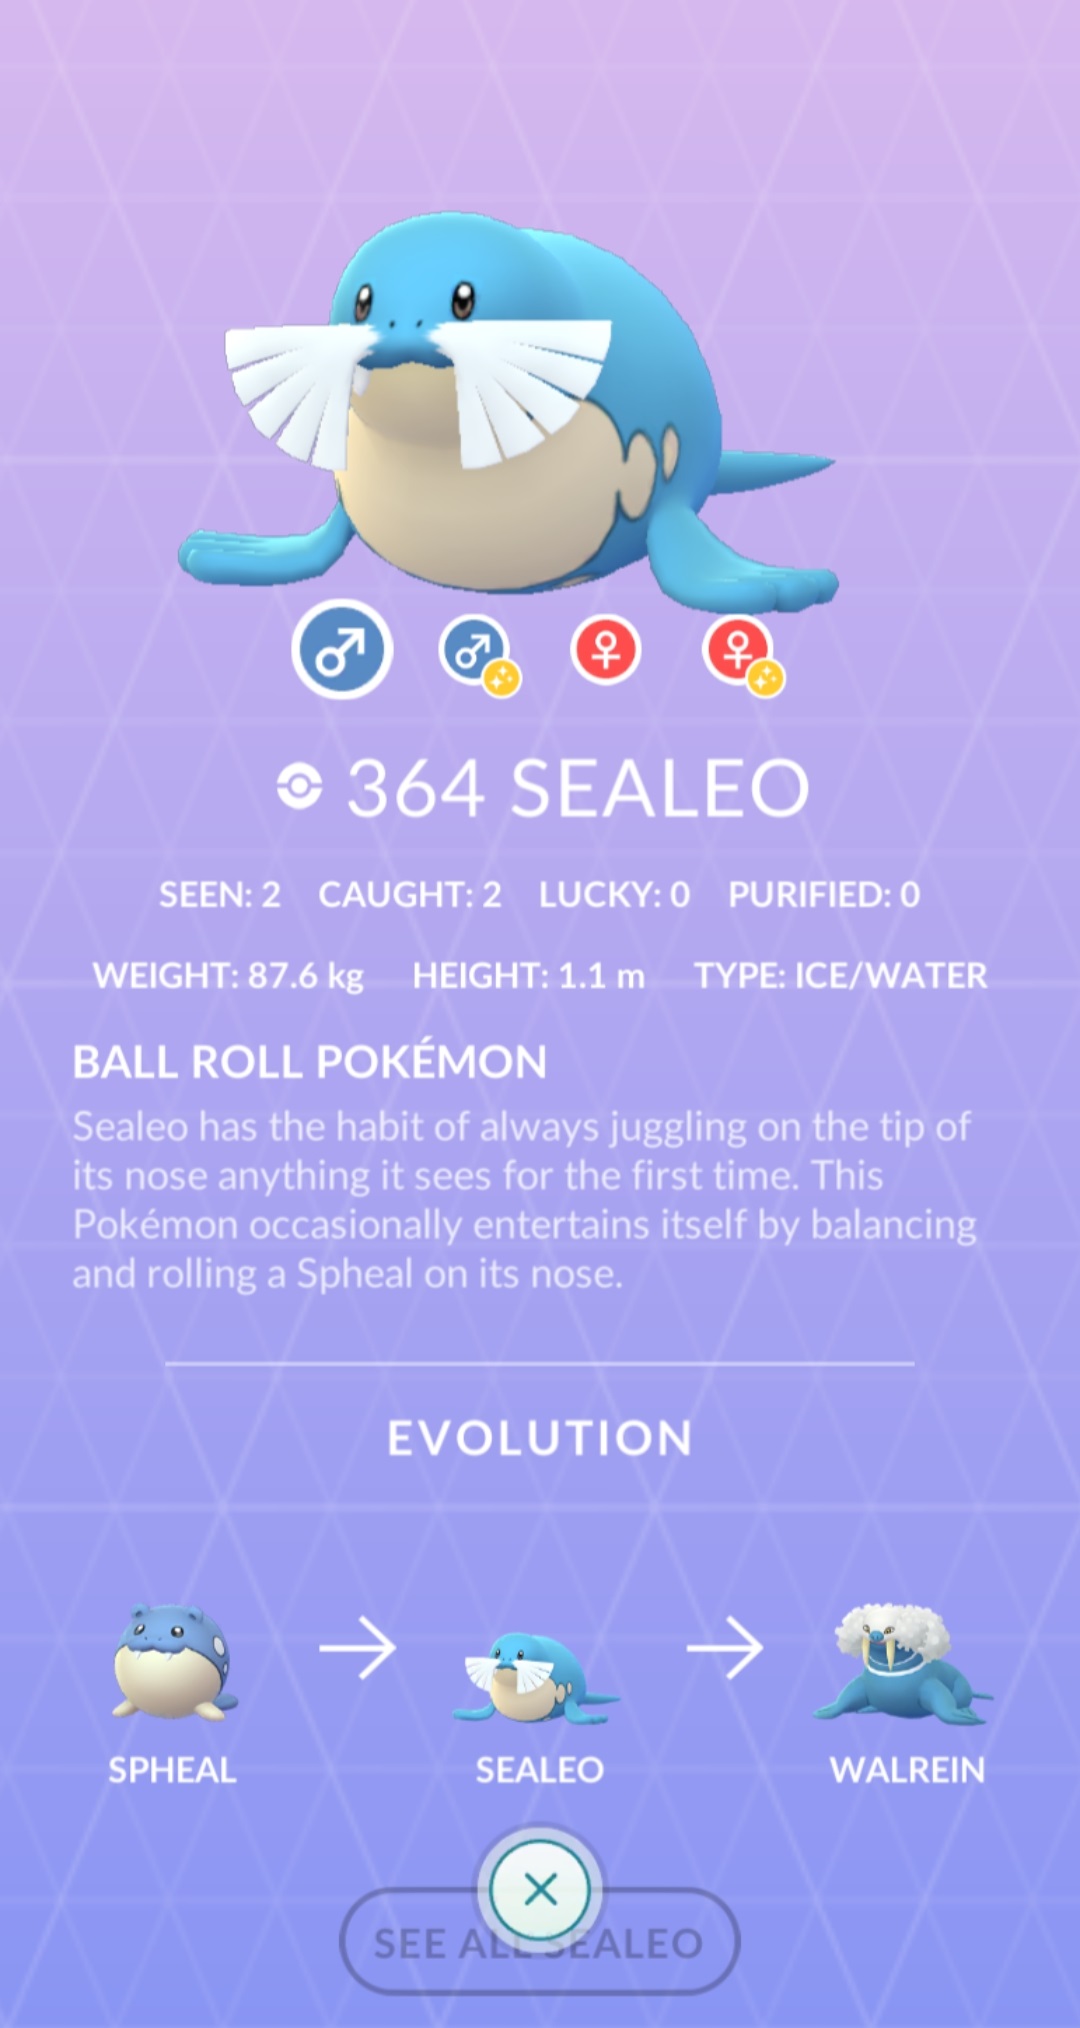 364 SEALEO
SEEN: 2 CAUGHT: 2 LUCKY: 0 PURIFIED: 0
WEIGHT: 87.6 kg HEIGHT: 1.1 m TYPE: ICE/WATER
BALL ROLL POKÉMON
Sealeo has the habit of always juggling on the tip of
its nose anything it sees for the first time. This
Pokémon occasionally entertains itself by balancing
and rolling a Spheal on its nose.
EVOLUTION
SPHEAL SEALEO WALREIN
SEE ALL SEALEO